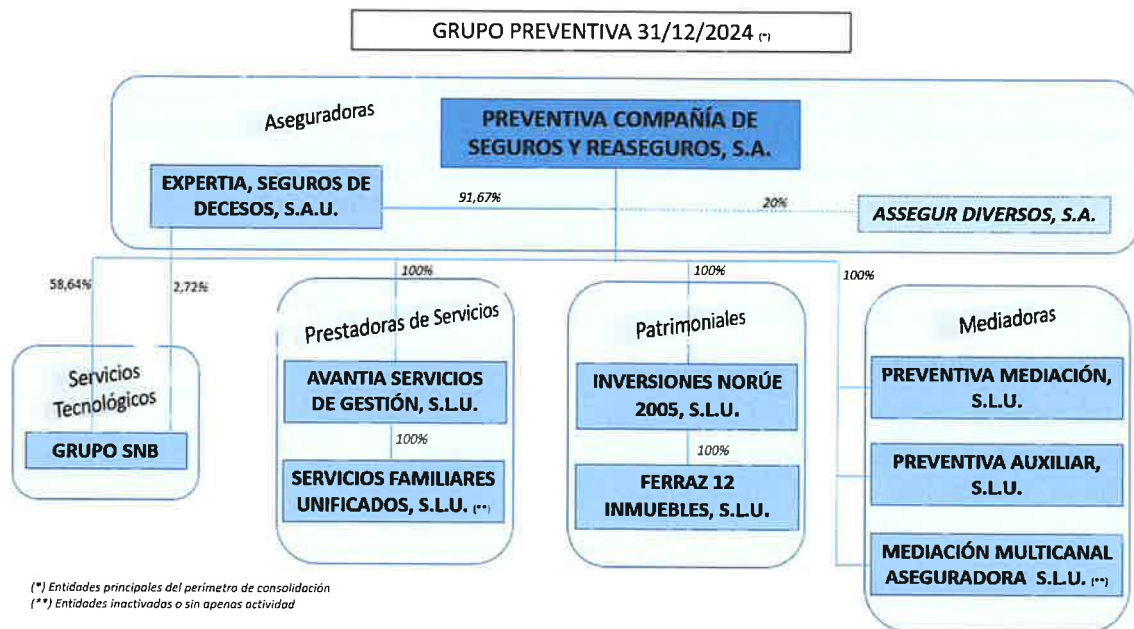 GRUPO PREVENTIVA 31/12/2024 (*)
Aseguradoras
PREVENTIVA COMPAÑÍA DE
SEGUROS Y REASEGUROS, S.A.
EXPERTIA, SEGUROS DE
DECESOS, S.A.U.
91,67%
20%
ASSEGUR DIVERSOS, S.A.
58,64%
2,72%
100%
100%
100%
Servicios
Tecnológicos
GRUPO SNB
Prestadoras de Servicios
AVANTIA SERVICIOS
DE GESTIÓN, S.L.U.
100%
SERVICIOS FAMILIARES
UNIFICADOS, S.L.U. (**)
Patrimoniales
INVERSIONES NORÚE
2005, S.L.U.
100%
FERRAZ 12
INMUEBLES, S.L.U.
Mediadoras
PREVENTIVA MEDIACIÓN,
S.L.U.
PREVENTIVA AUXILIAR,
S.L.U.
MEDIACIÓN MULTICANAL
ASEGURADORA S.L.U. (**)
(*) Entidades principales del perímetro de consolidación
(**) Entidades inactivadas o sin apenas actividad